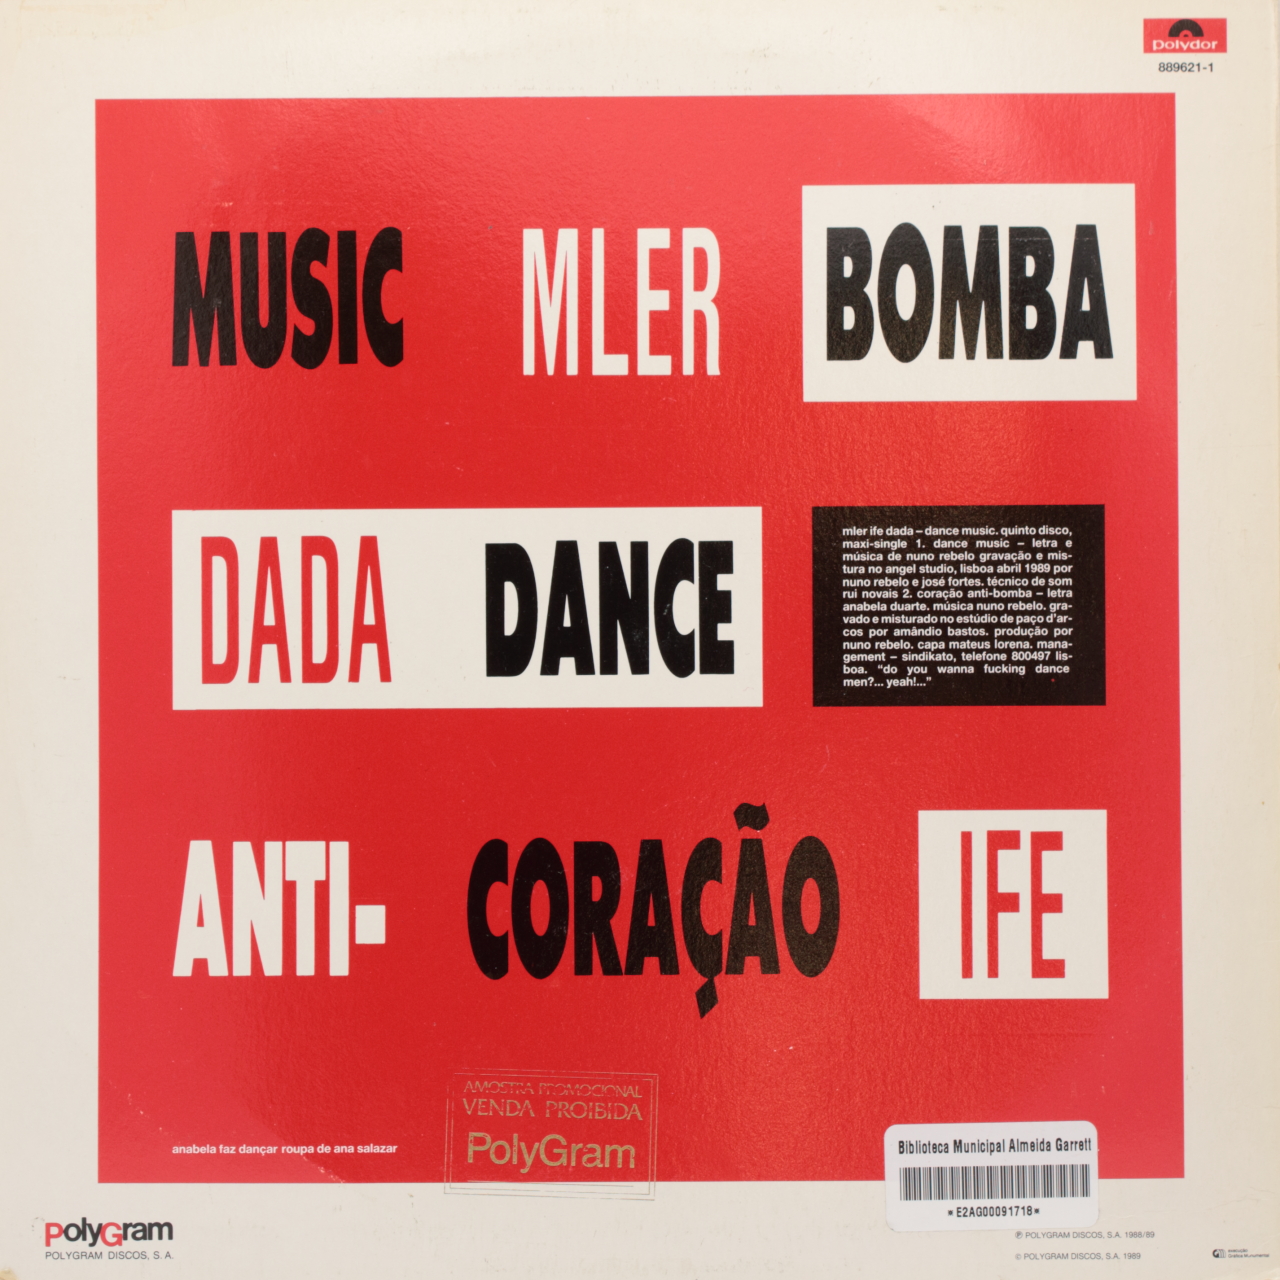 polydor
889621-1
MUSIC MLER BOMBA
DADA DANCE
mler ife dada – dance music. quinto disco,
maxi-single 1. dance music – letra e
música de nuno rebelo gravação e mis-
tura no angel studio, lisboa abril 1989 por
nuno rebelo e josé fortes. técnico de som
rui novais 2. coração anti-bomba – letra
anabela duarte. música nuno rebelo. gra-
vado e misturado no estúdio de paço d'ar-
cos por amândio bastos. produção por
nuno rebelo. capa mateus lorena. mana-
gement – sindikato, telefone 800497 lis-
boa. "do you wanna fucking dance
men?... yeah!..."
ANTI- CORAÇÃO IFE
AMOSTRA PROMOCIONAL
VENDA PROIBIDA
PolyGram
anabela faz dançar roupa de ana salazar
Biblioteca Municipal Almeida Garrett
*E2AG00091718*
PolyGram
POLYGRAM DISCOS, S.A.
℗ POLYGRAM DISCOS, S.A. 1988/89
© POLYGRAM DISCOS, S.A. 1989